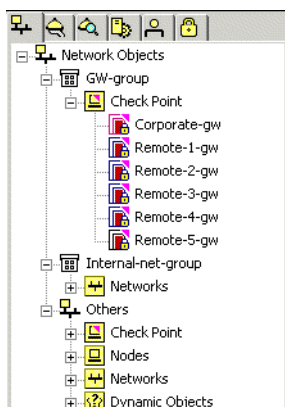 Network Objects
GW-group
Check Point
Corporate-gw
Remote-1-gw
Remote-2-gw
Remote-3-gw
Remote-4-gw
Remote-5-gw
Internal-net-group
Networks
Others
Check Point
Nodes
Networks
Dynamic Objects